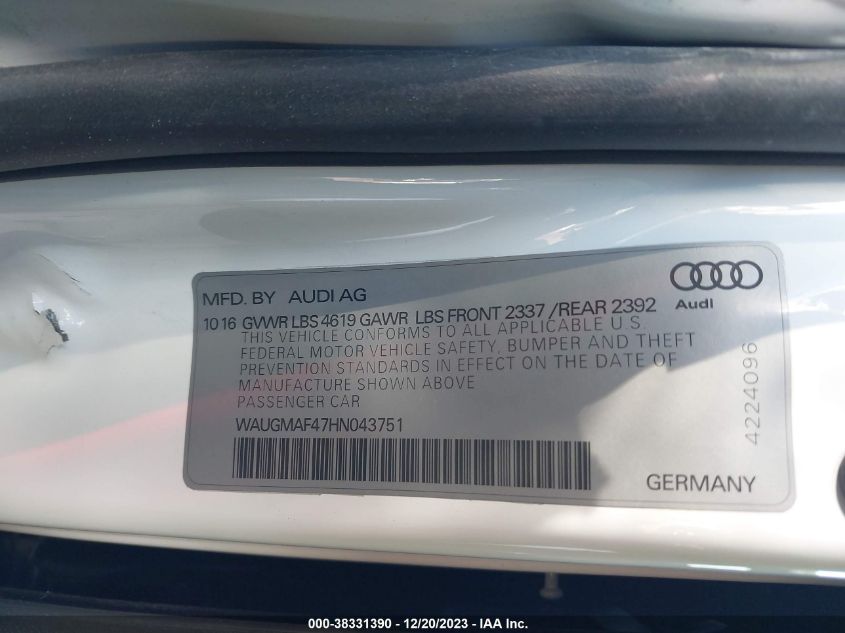 MFD. BY AUDI AG
Audi
10 16 GVWR LBS 4619 GAWR LBS FRONT 2337 /REAR 2392
THIS VEHICLE CONFORMS TO ALL APPLICABLE U.S.
FEDERAL MOTOR VEHICLE SAFETY, BUMPER AND THEFT
PREVENTION STANDARDS IN EFFECT ON THE DATE OF
MANUFACTURE SHOWN ABOVE
PASSENGER CAR
WAUGMAF47HN043751
4224096
GERMANY
000-38331390 - 12/20/2023 - IAA Inc.